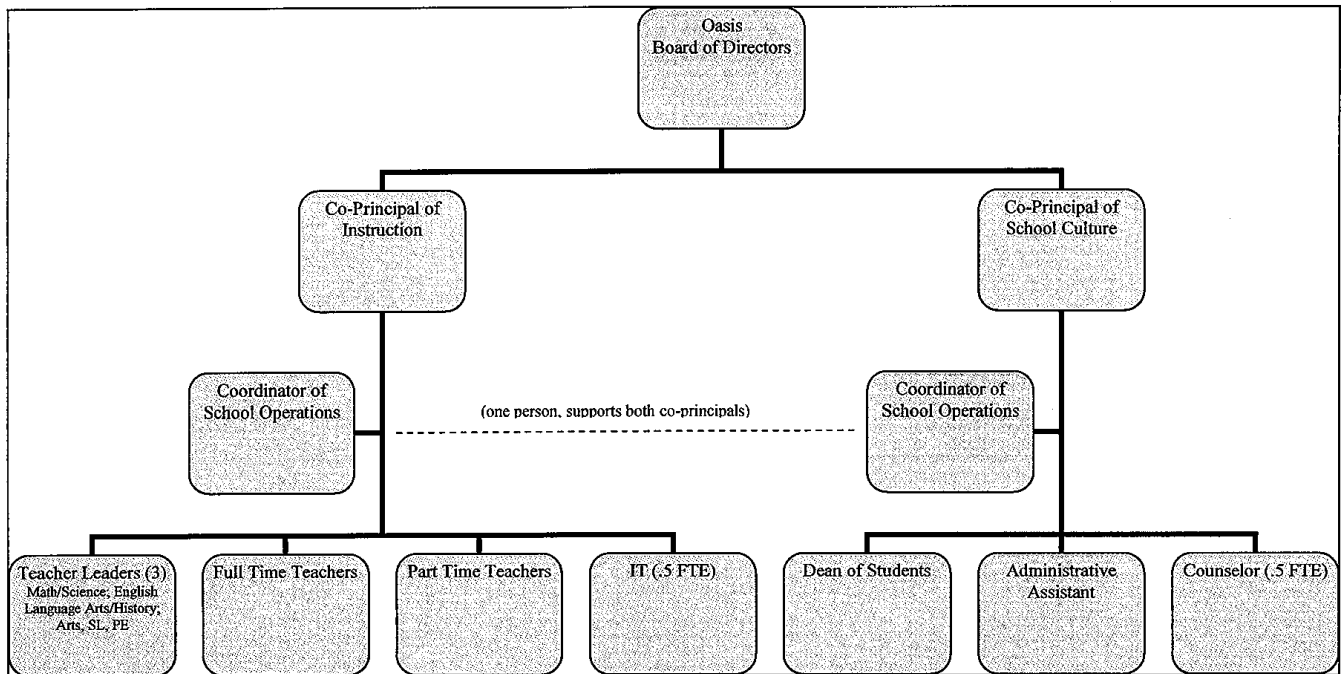 Oasis
Board of Directors
Co-Principal of
Instruction
Co-Principal of
School Culture
Coordinator of
School Operations
(one person, supports both co-principals)
Coordinator of
School Operations
Teacher Leaders (3)
Math/Science; English
Language Arts/History;
Arts, SL, PE
Full Time Teachers
Part Time Teachers
IT (.5 FTE)
Dean of Students
Administrative
Assistant
Counselor (.5 FTE)